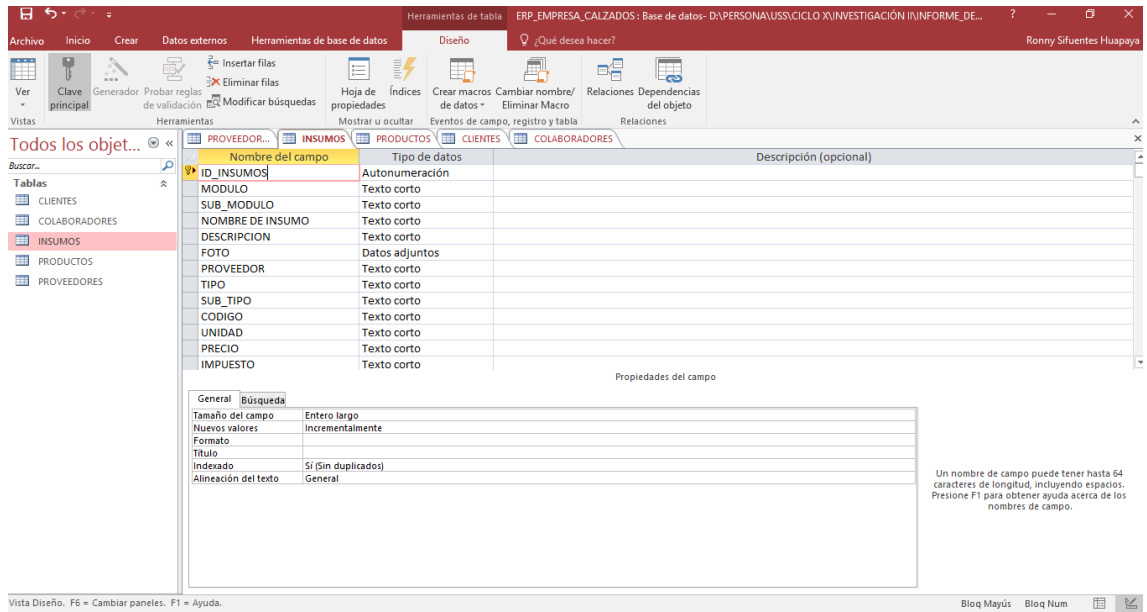 Herramientas de tabla ERP_EMPRESA_CALZADOS : Base de datos- D:\PERSONA\USS\CICLO X\INVESTIGACIÓN II\INFORME_DE... ?
Archivo Inicio Crear Datos externos Herramientas de base de datos Diseño ¿Qué desea hacer? Ronny Sifuentes Huapaya
Ver
Clave principal
Generador
Probar reglas de validación
Insertar filas
Eliminar filas
Modificar búsquedas
Hoja de propiedades
Índices
Crear macros de datos
Cambiar nombre/ Eliminar Macro
Relaciones
Dependencias del objeto
Vistas Herramientas Mostrar u ocultar Eventos de campo, registro y tabla Relaciones
Todos los objet... «
Buscar...
Tablas
CLIENTES
COLABORADORES
INSUMOS
PRODUCTOS
PROVEEDORES
PROVEEDOR... INSUMOS PRODUCTOS CLIENTES COLABORADORES
Nombre del campo Tipo de datos Descripción (opcional)
ID_INSUMOS Autonumeración
MODULO Texto corto
SUB_MODULO Texto corto
NOMBRE DE INSUMO Texto corto
DESCRIPCION Texto corto
FOTO Datos adjuntos
PROVEEDOR Texto corto
TIPO Texto corto
SUB_TIPO Texto corto
CODIGO Texto corto
UNIDAD Texto corto
PRECIO Texto corto
IMPUESTO Texto corto
Propiedades del campo
General Búsqueda
Tamaño del campo Entero largo
Nuevos valores Incrementalmente
Formato
Título
Indexado Sí (Sin duplicados)
Alineación del texto General
Un nombre de campo puede tener hasta 64
caracteres de longitud, incluyendo espacios.
Presione F1 para obtener ayuda acerca de los
nombres de campo.
Vista Diseño. F6 = Cambiar paneles. F1 = Ayuda. Bloq Mayús Bloq Num